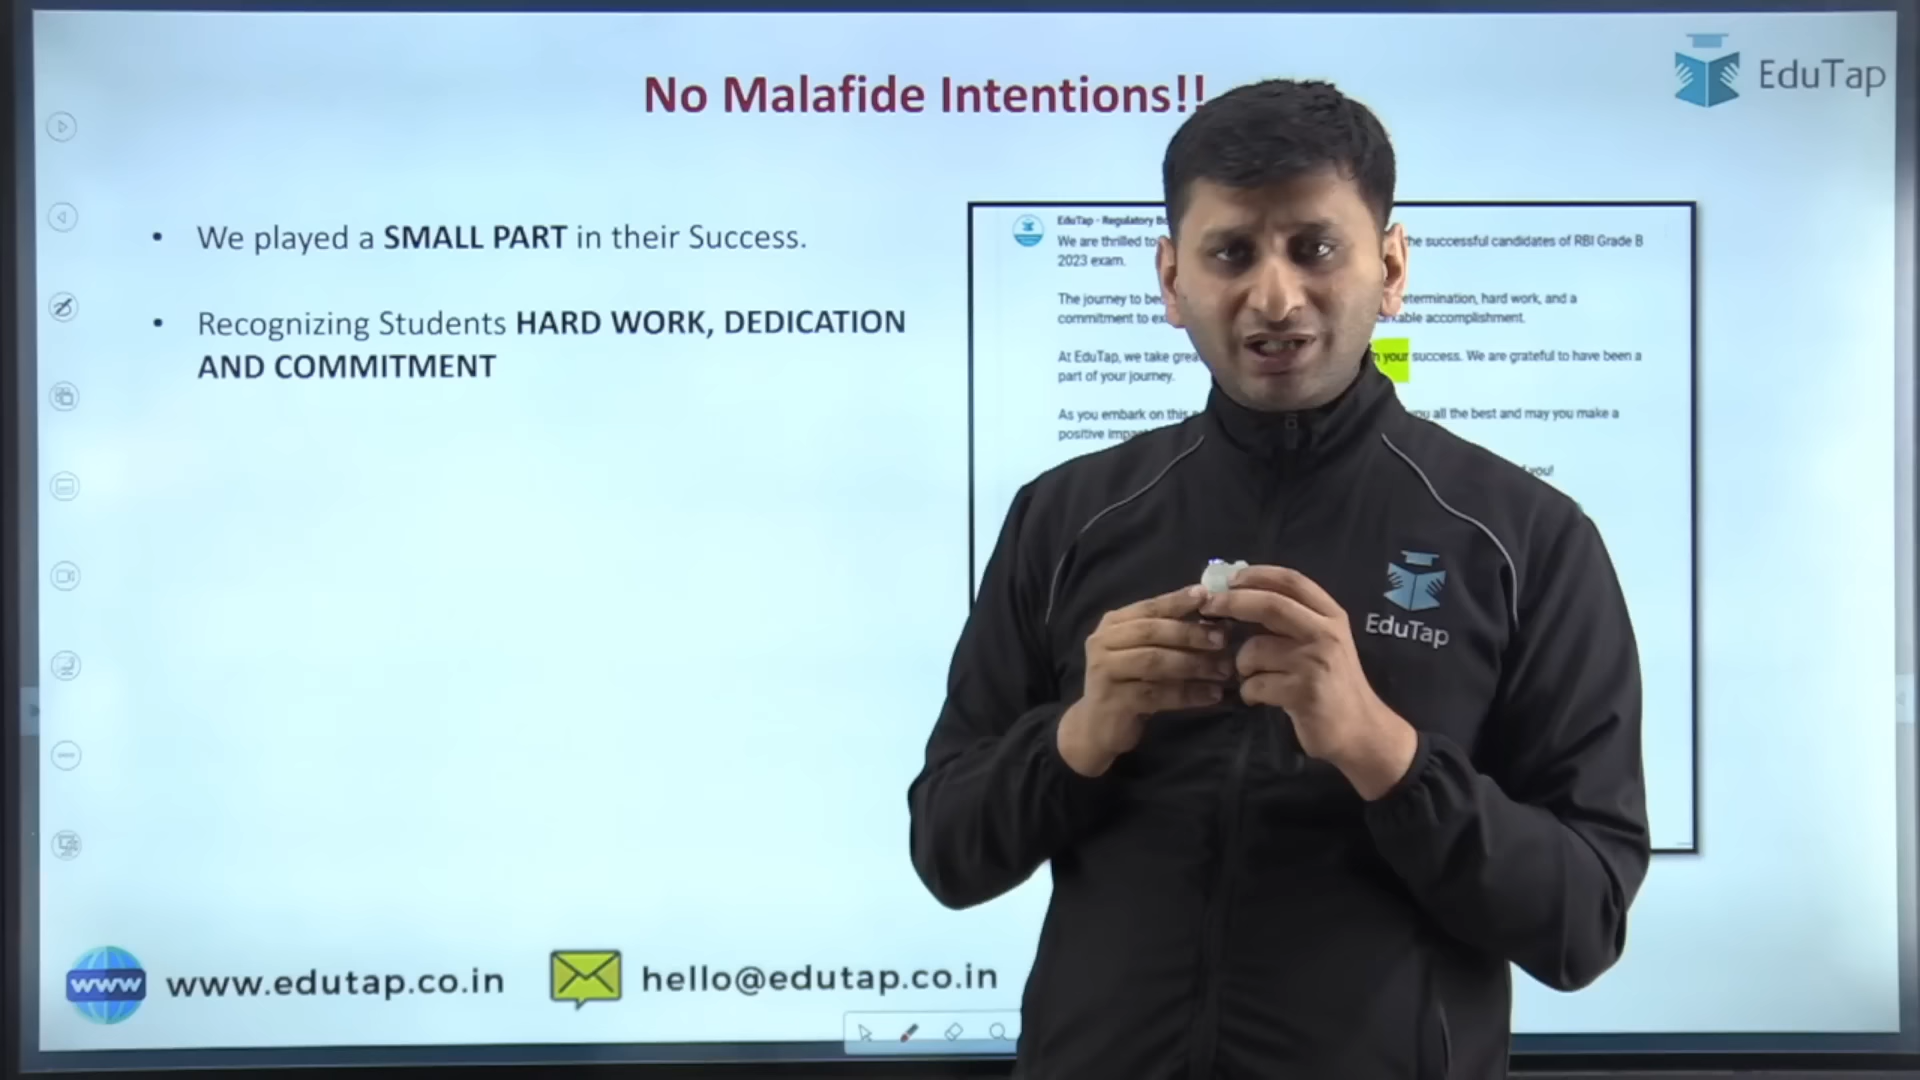 No Malafide Intentions!!
EduTap
• We played a SMALL PART in their Success.
• Recognizing Students HARD WORK, DEDICATION
AND COMMITMENT
EduTap - Regulatory
We are thrilled to the successful candidates of RBI Grade B
2023 exam.
The journey to determination, hard work, and a
commitment to accomplishment.
At EduTap, we take your success. We are grateful to have been a
part of your journey.
As you embark on this you all the best and may you make a
positive
you!
EduTap
www
www.edutap.co.in
hello@edutap.co.in